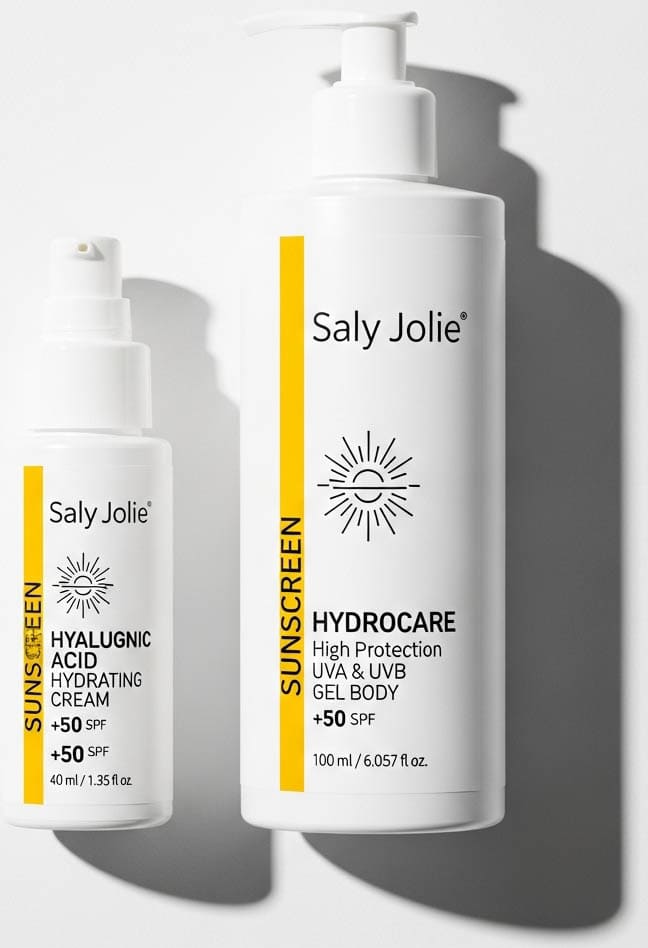 Saly Jolie®
HYALUGNIC
ACID
HYDRATING
CREAM
+50 SPF
+50 SPF
40 ml / 1.35 fl oz.
SUNSCREEN
Saly Jolie®
HYDROCARE
High Protection
UVA & UVB
GEL BODY
+50 SPF
100 ml / 6.057 fl oz.